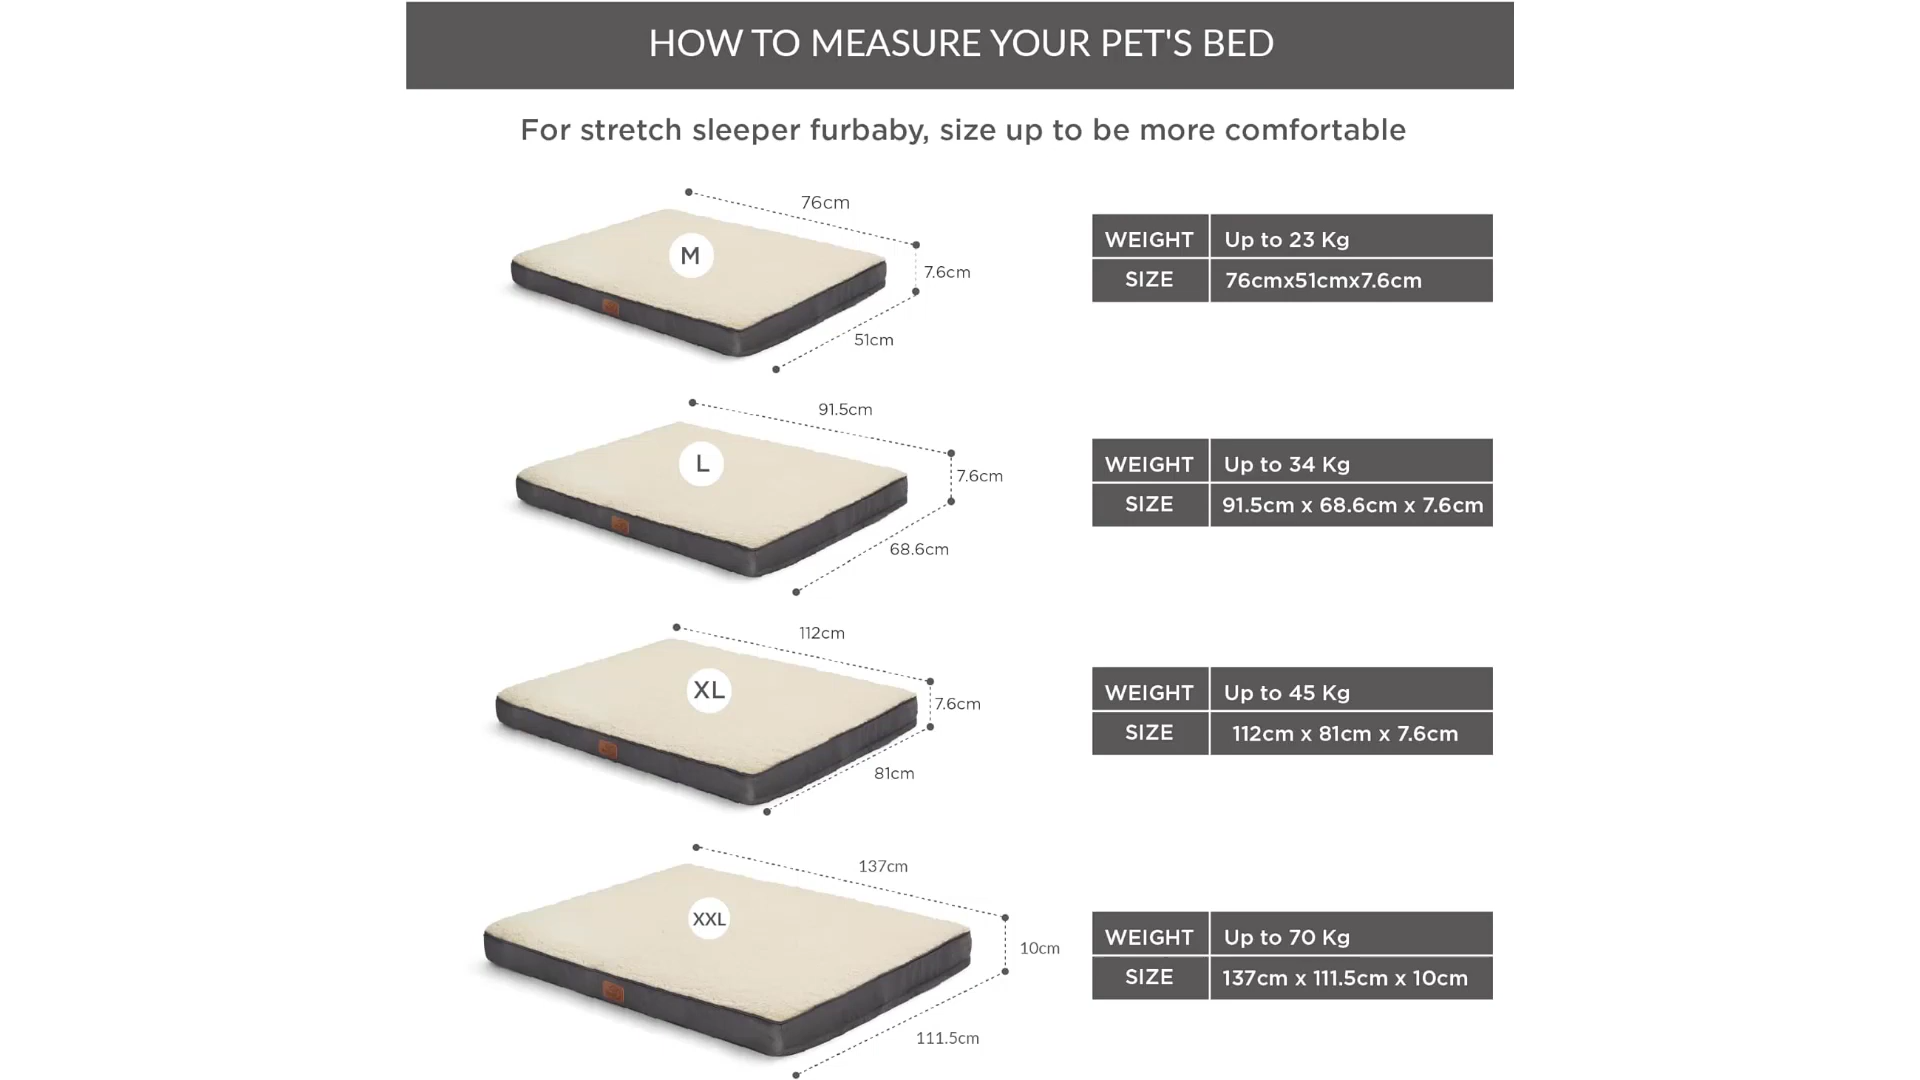 HOW TO MEASURE YOUR PET'S BED
For stretch sleeper furbaby, size up to be more comfortable
76cm
M
7.6cm
51cm
WEIGHT Up to 23 Kg
SIZE 76cmx51cmx7.6cm
91.5cm
L
7.6cm
68.6cm
WEIGHT Up to 34 Kg
SIZE 91.5cm x 68.6cm x 7.6cm
112cm
XL
7.6cm
81cm
WEIGHT Up to 45 Kg
SIZE 112cm x 81cm x 7.6cm
137cm
XXL
10cm
111.5cm
WEIGHT Up to 70 Kg
SIZE 137cm x 111.5cm x 10cm